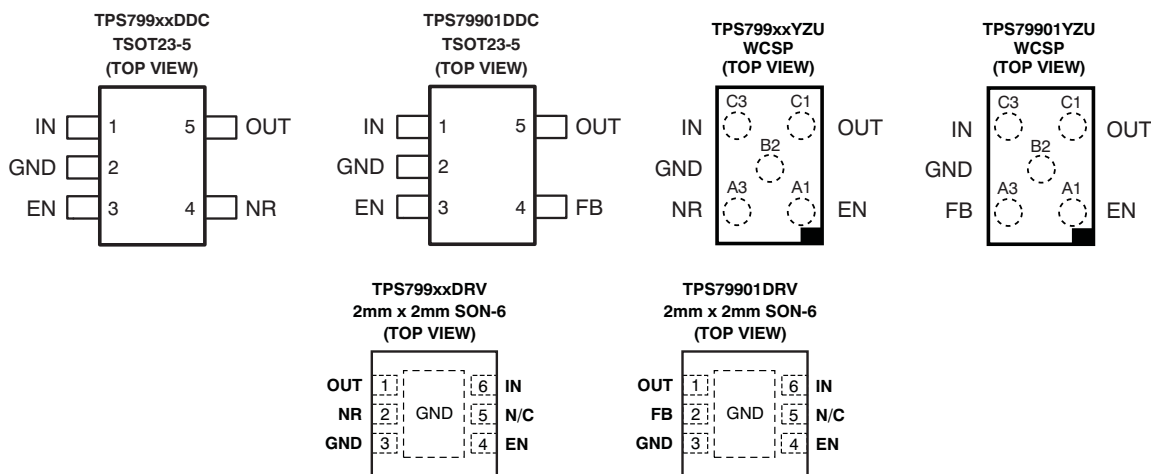 TPS799xxDDC
TSOT23-5
(TOP VIEW)
IN 1 5 OUT
GND 2
EN 3 4 NR
TPS79901DDC
TSOT23-5
(TOP VIEW)
IN 1 5 OUT
GND 2
EN 3 4 FB
TPS799xxYZU
WCSP
(TOP VIEW)
C3 C1
IN OUT
B2
GND
A3 A1
NR EN
TPS79901YZU
WCSP
(TOP VIEW)
C3 C1
IN OUT
B2
GND
A3 A1
FB EN
TPS799xxDRV
2mm x 2mm SON-6
(TOP VIEW)
OUT 1 6 IN
NR 2 GND 5 N/C
GND 3 4 EN
TPS79901DRV
2mm x 2mm SON-6
(TOP VIEW)
OUT 1 6 IN
FB 2 GND 5 N/C
GND 3 4 EN